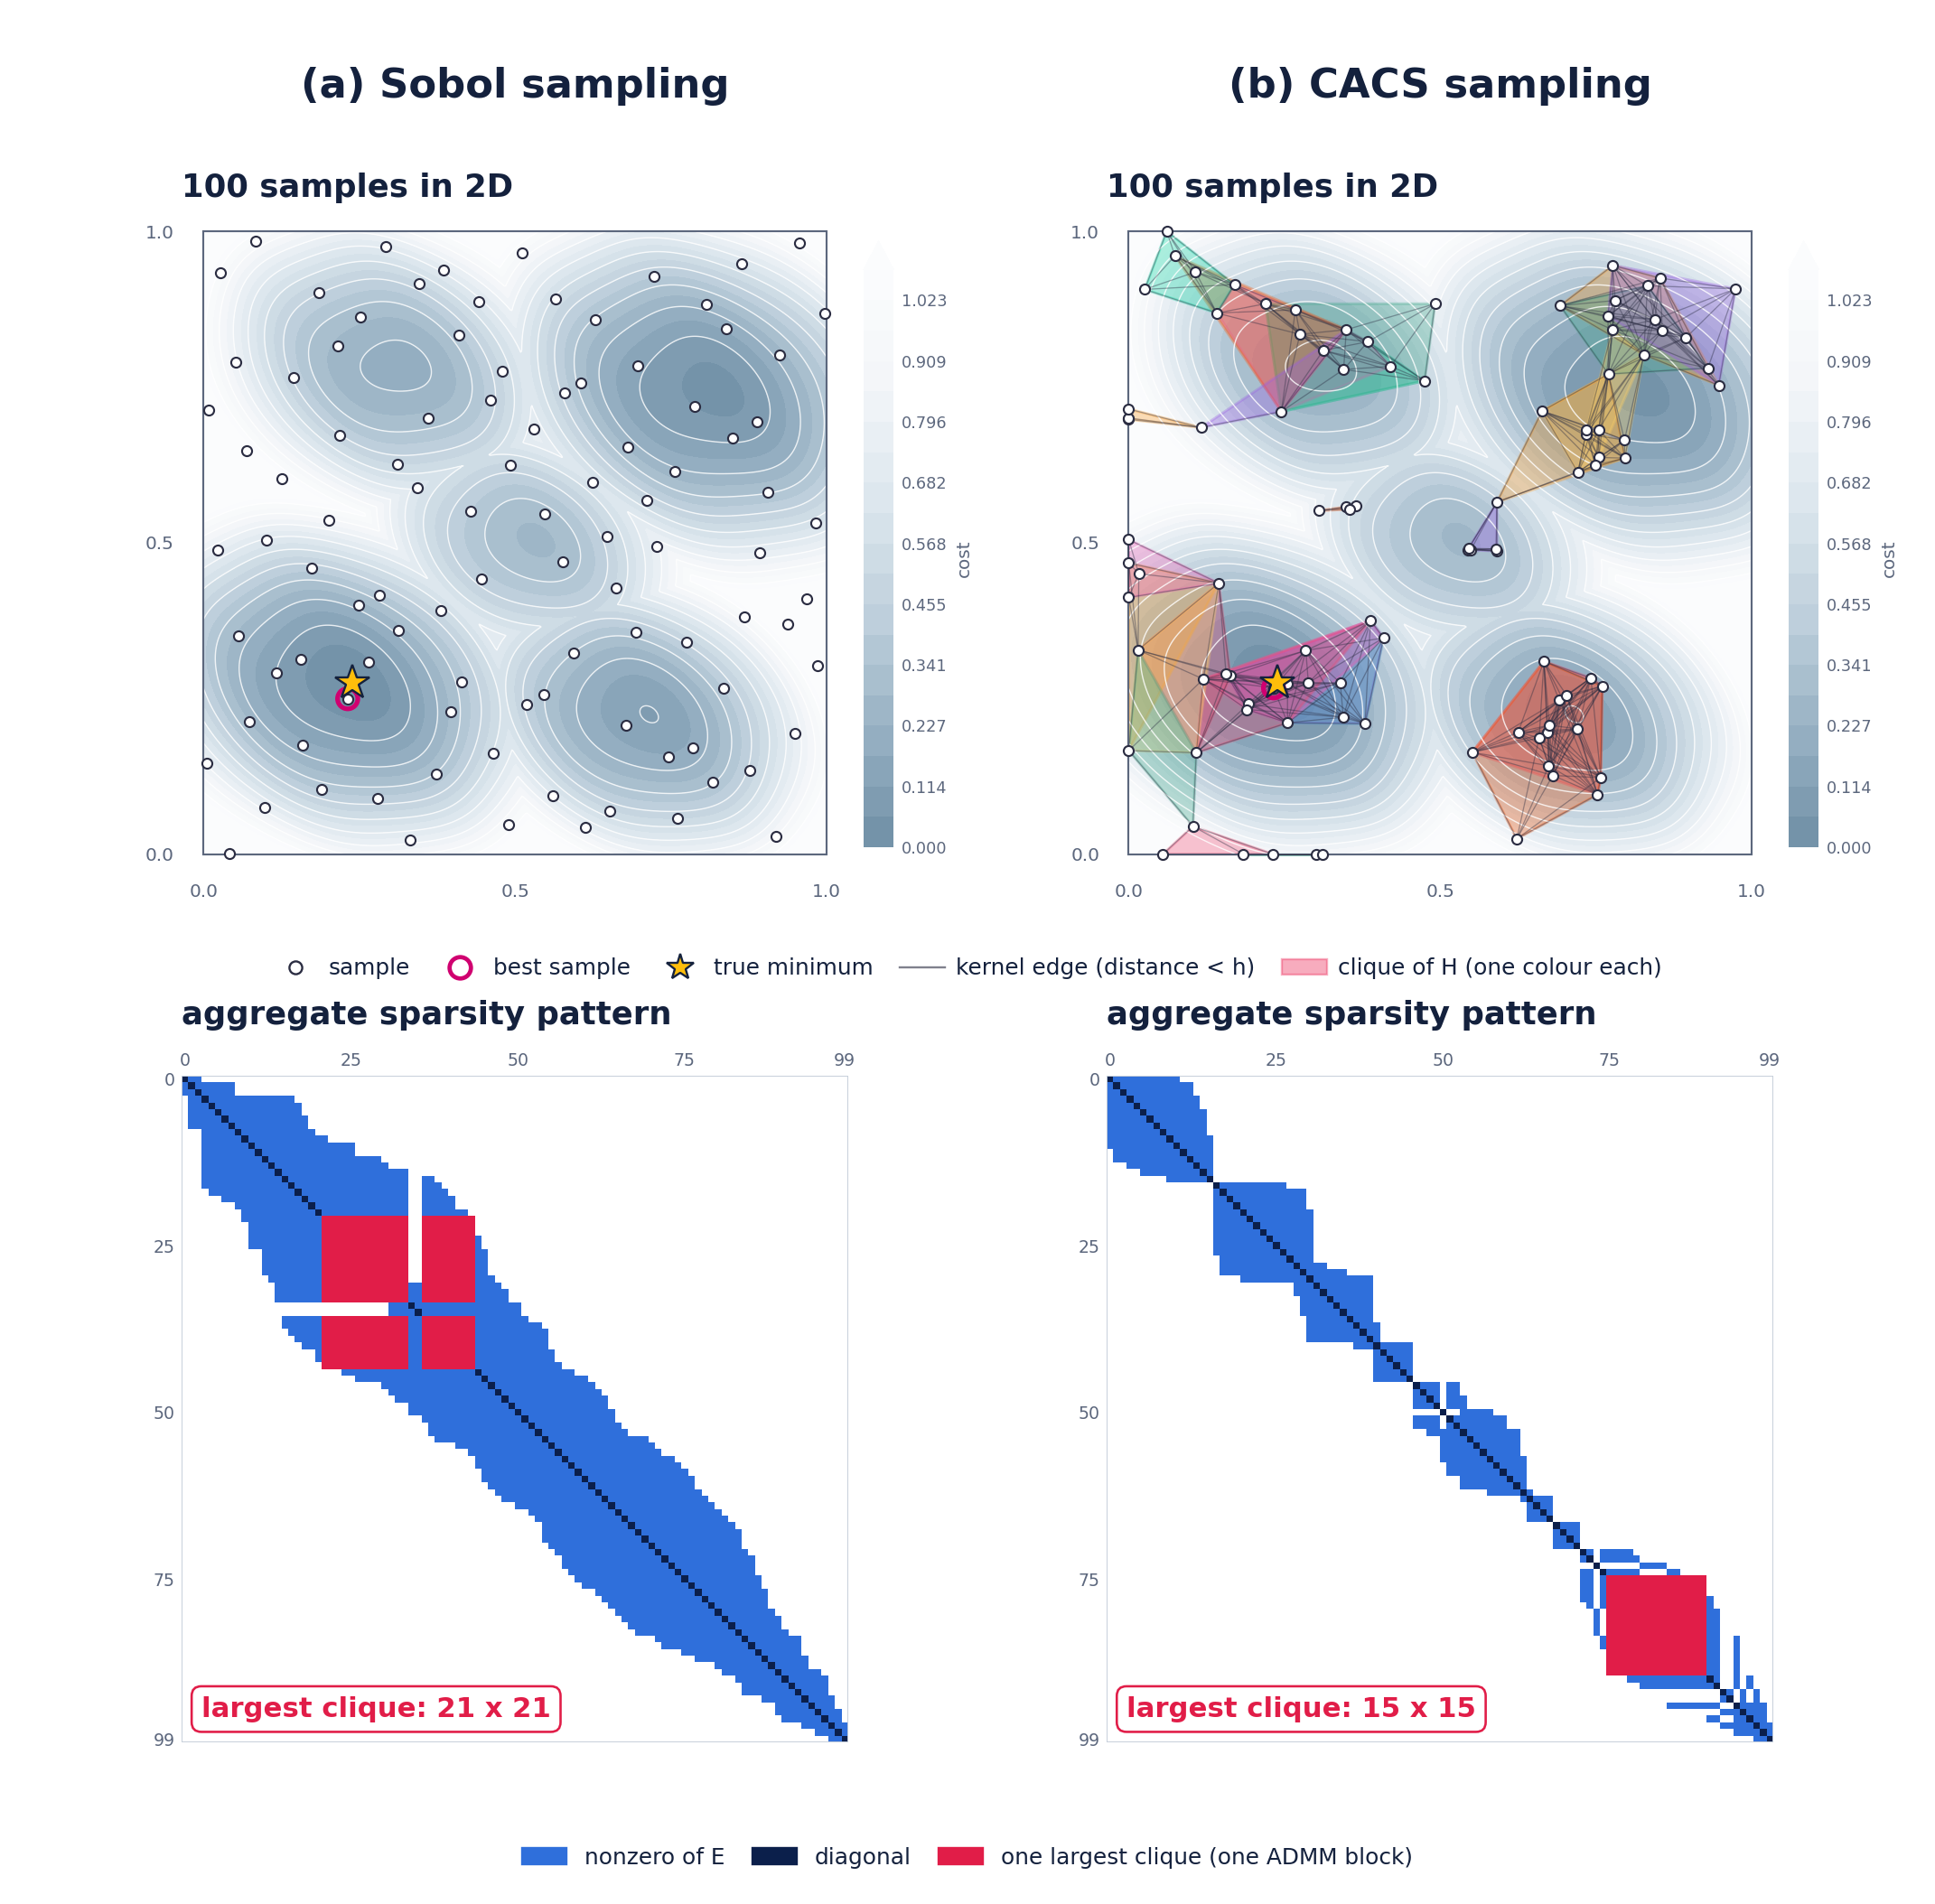 (a) Sobol sampling
(b) CACS sampling
100 samples in 2D
100 samples in 2D
1.0
0.5
0.0
0.0 0.5 1.0
1.023
0.909
0.796
0.682
0.568
0.455
0.341
0.227
0.114
0.000
cost
1.0
0.5
0.0
0.0 0.5 1.0
1.023
0.909
0.796
0.682
0.568
0.455
0.341
0.227
0.114
0.000
cost
sample best sample true minimum kernel edge (distance < h) clique of H (one colour each)
aggregate sparsity pattern
0 25 50 75 99
0
25
50
75
99
largest clique: 21 x 21
aggregate sparsity pattern
0 25 50 75 99
0
25
50
75
99
largest clique: 15 x 15
nonzero of E diagonal one largest clique (one ADMM block)